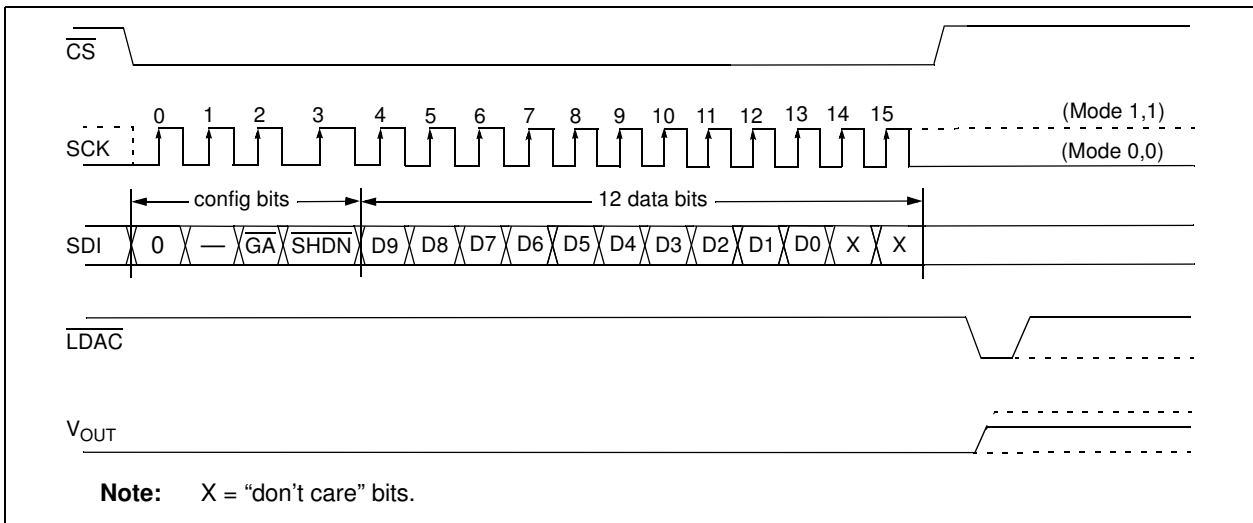 CS
0 1 2 3 4 5 6 7 8 9 10 11 12 13 14 15 (Mode 1,1)
SCK (Mode 0,0)
config bits 12 data bits
SDI 0 — GA SHDN D9 D8 D7 D6 D5 D4 D3 D2 D1 D0 X X
LDAC
VOUT
Note: X = “don’t care” bits.